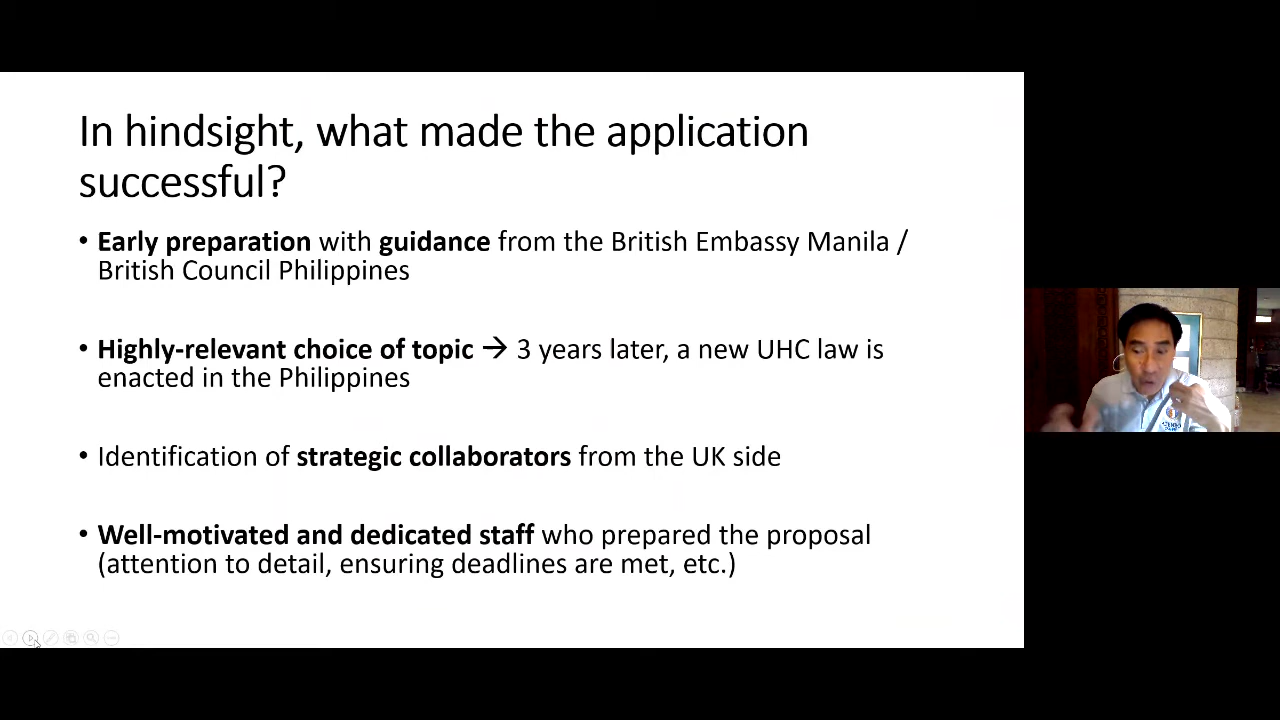 In hindsight, what made the application
successful?
• Early preparation with guidance from the British Embassy Manila /
British Council Philippines
• Highly-relevant choice of topic → 3 years later, a new UHC law is
enacted in the Philippines
• Identification of strategic collaborators from the UK side
• Well-motivated and dedicated staff who prepared the proposal
(attention to detail, ensuring deadlines are met, etc.)